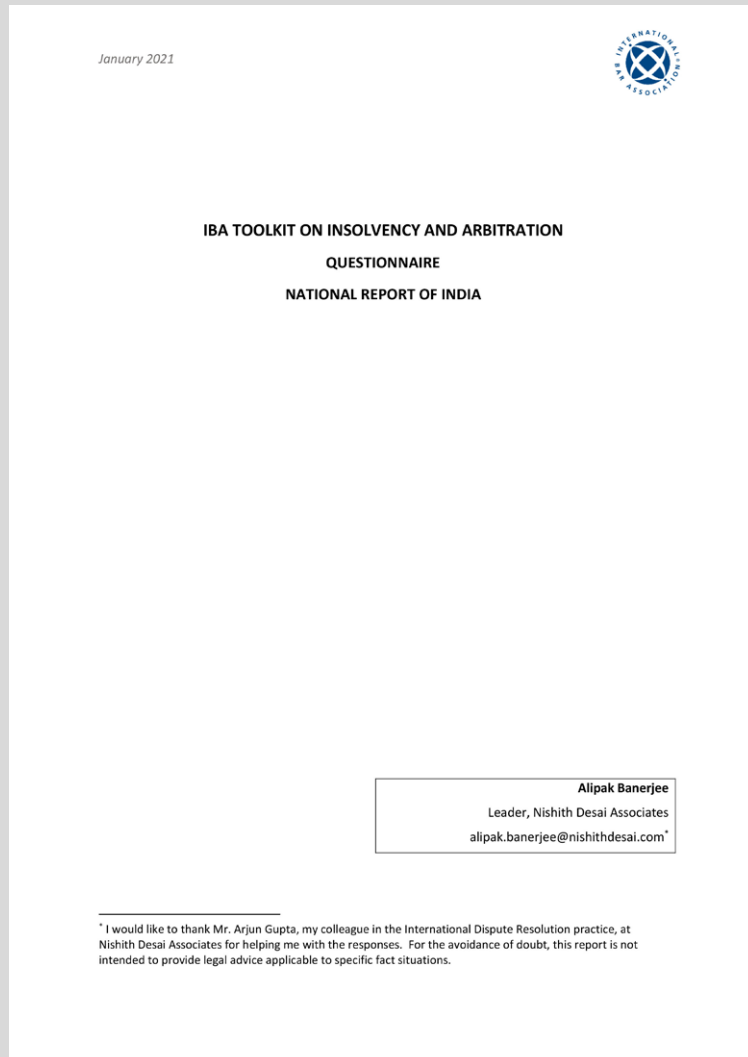 January 2021
INTERNATIONAL BAR ASSOCIATION®
IBA TOOLKIT ON INSOLVENCY AND ARBITRATION
QUESTIONNAIRE
NATIONAL REPORT OF INDIA
Alipak Banerjee
Leader, Nishith Desai Associates
alipak.banerjee@nishithdesai.com*
* I would like to thank Mr. Arjun Gupta, my colleague in the International Dispute Resolution practice, at
Nishith Desai Associates for helping me with the responses. For the avoidance of doubt, this report is not
intended to provide legal advice applicable to specific fact situations.